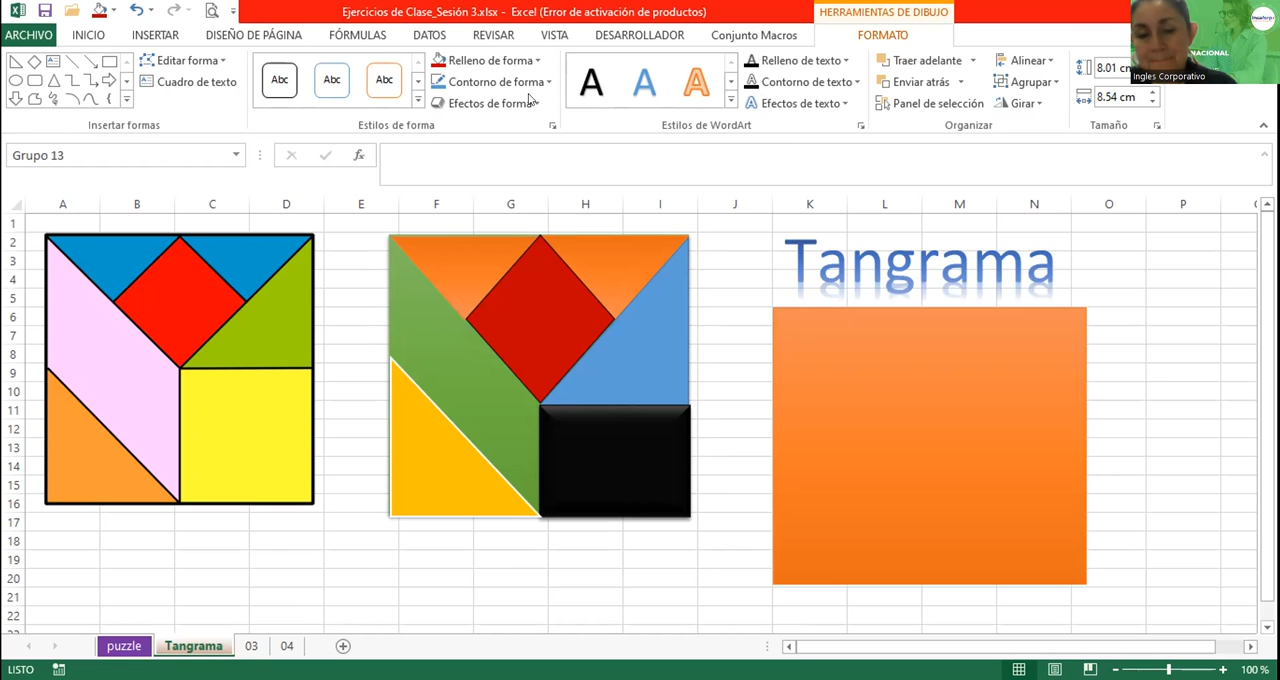 Ejercicios de Clase_Sesión 3.xlsx - Excel (Error de activación de productos)
HERRAMIENTAS DE DIBUJO
ARCHIVO INICIO INSERTAR DISEÑO DE PÁGINA FÓRMULAS DATOS REVISAR VISTA DESARROLLADOR Conjunto Macros FORMATO
NACIONAL
Ingles Corporativo
Editar forma
Cuadro de texto
Insertar formas
Abc Abc Abc
Relleno de forma
Contorno de forma
Efectos de forma
Estilos de forma
A A A
Relleno de texto
Contorno de texto
Efectos de texto
Estilos de WordArt
Traer adelante
Enviar atrás
Panel de selección
Alinear
Agrupar
Girar
Organizar
8.01 cm
8.54 cm
Tamaño
Grupo 13
fx
A B C D E F G H I J K L M N O P
1
2
3
4
5
6
7
8
9
10
11
12
13
14
15
16
17
18
19
20
21
22
Tangrama
puzzle Tangrama 03 04
LISTO
100 %